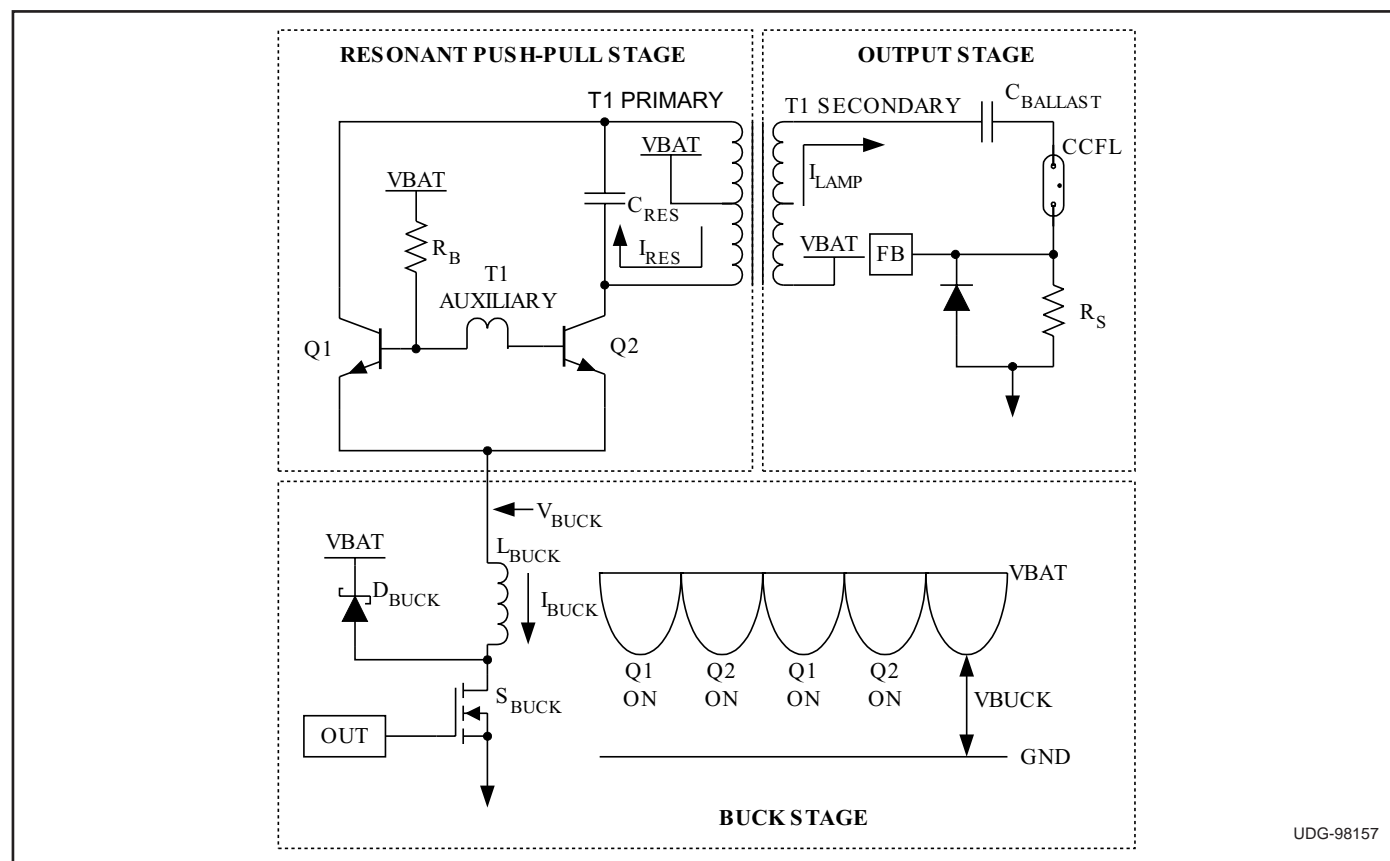 RESONANT PUSH-PULL STAGE
T1 PRIMARY
VBAT
VBAT
C_RES
I_RES
R_B
T1
AUXILIARY
Q1
Q2
OUTPUT STAGE
C_BALLAST
T1 SECONDARY
CCFL
I_LAMP
VBAT
FB
R_S
V_BUCK
VBAT
L_BUCK
D_BUCK
I_BUCK
S_BUCK
OUT
VBAT
Q1 Q2 Q1 Q2
ON ON ON ON
VBUCK
GND
BUCK STAGE
UDG-98157